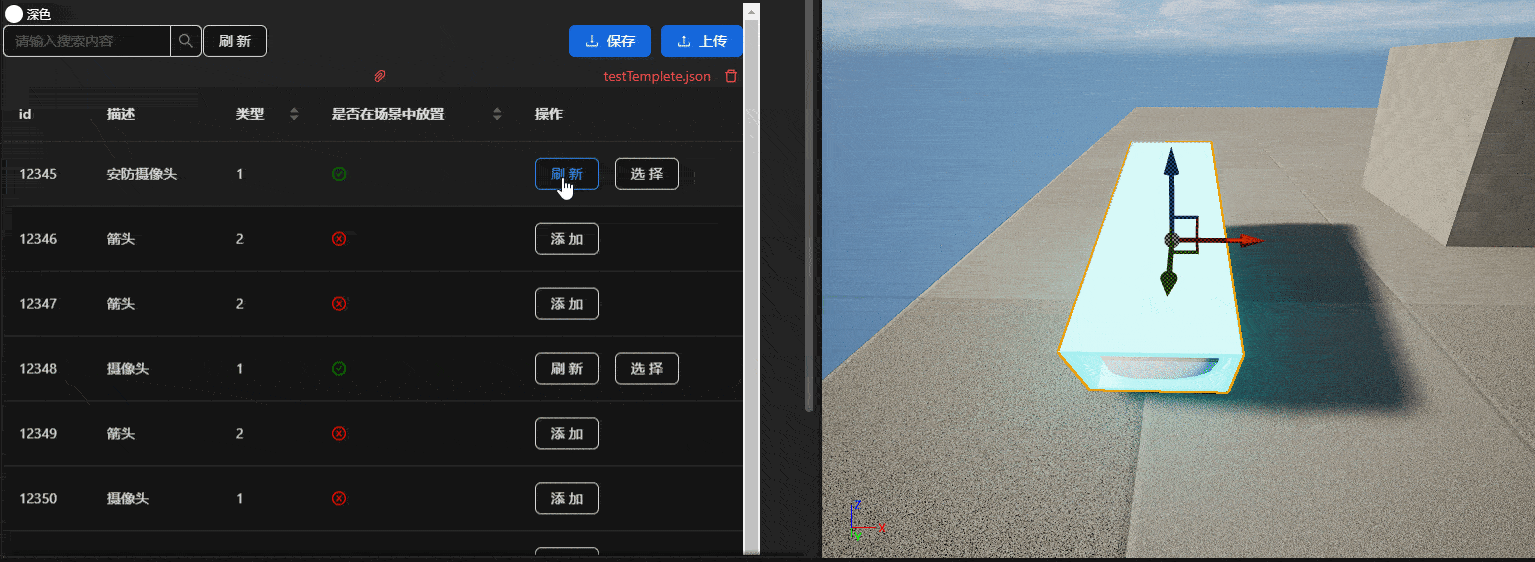 深色
请输入搜索内容 刷 新 保存 上传
testTemplete.json
id 描述 类型 是否在场景中放置 操作
12345 安防摄像头 1 刷 新 选 择
12346 箭头 2 添 加
12347 箭头 2 添 加
12348 摄像头 1 刷 新 选 择
12349 箭头 2 添 加
12350 摄像头 1 添 加
Z
X
Y